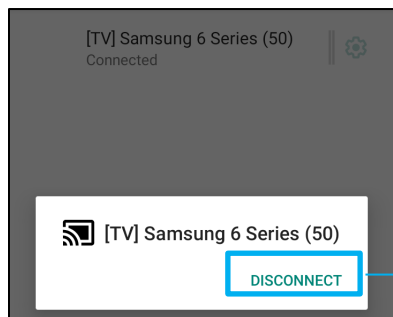 [TV] Samsung 6 Series (50)
Connected
[TV] Samsung 6 Series (50)
DISCONNECT